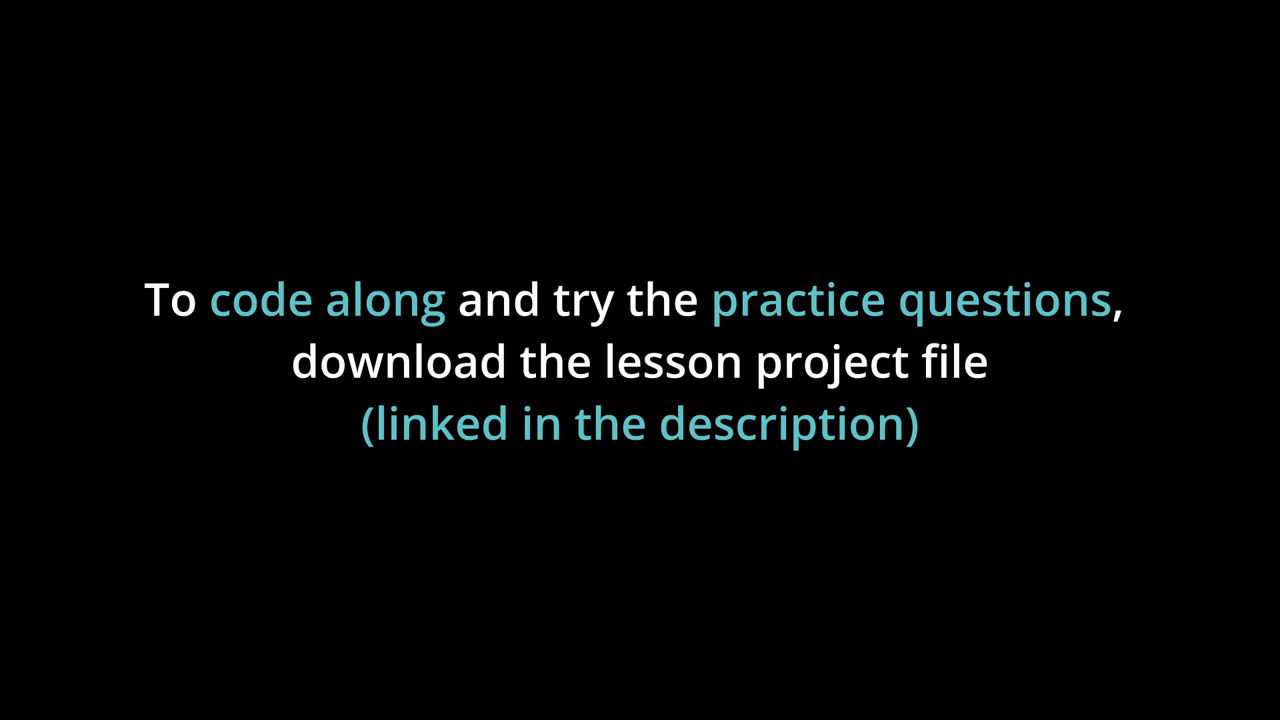 To code along and try the practice questions,
download the lesson project file
(linked in the description)